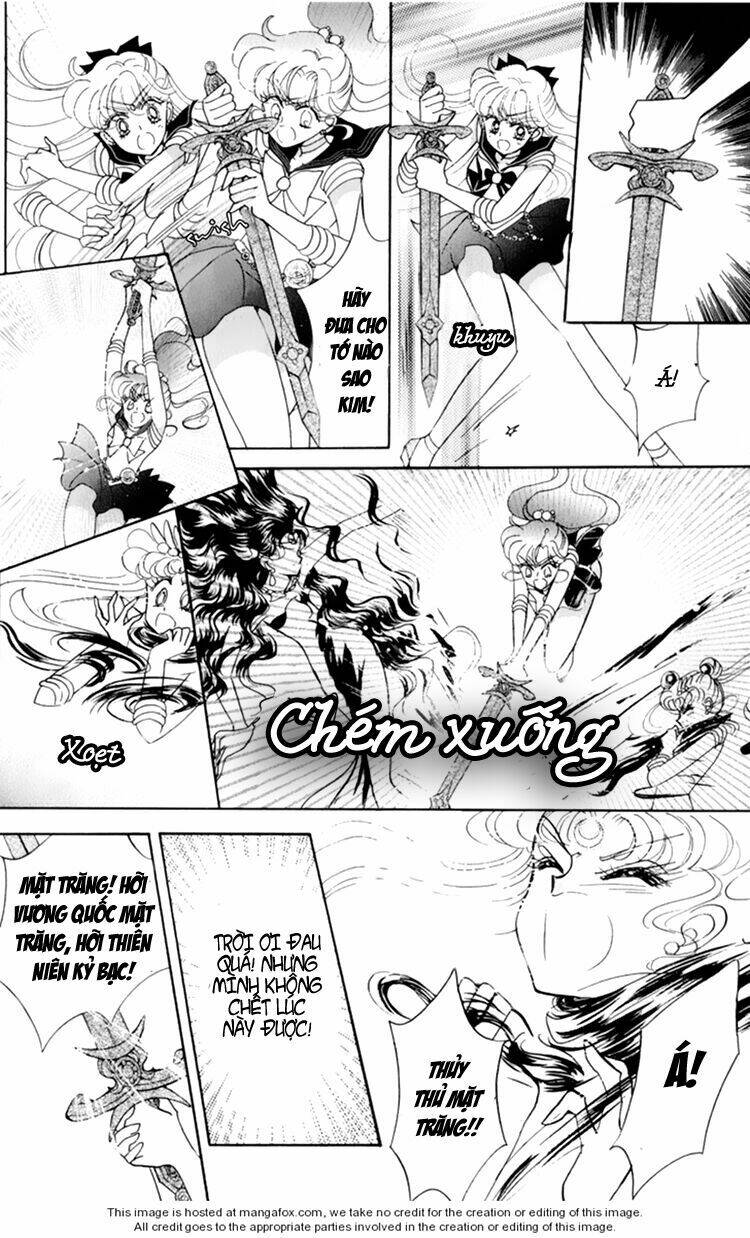 swish
HÃY
ĐƯA CHO
TỚ NÀO
SAO
KIM!
khuyu
Á!
Xoẹt
Chém xuống
MẶT TRĂNG! HỠI
VƯƠNG QUỐC MẶT
TRĂNG, HỠI THIÊN
NIÊN KỶ BẠC!
TRỜI ƠI ĐAU
QUÁ! NHƯNG
MÌNH KHÔNG
CHẾT LÚC
NÀY ĐƯỢC!
THỦY
THỦ MẶT
TRĂNG!!
Á!
This image is hosted at mangafox.com, we take no credit for the creation or editing of this image.
All credit goes to the appropriate parties involved in the creation or editing of this image.